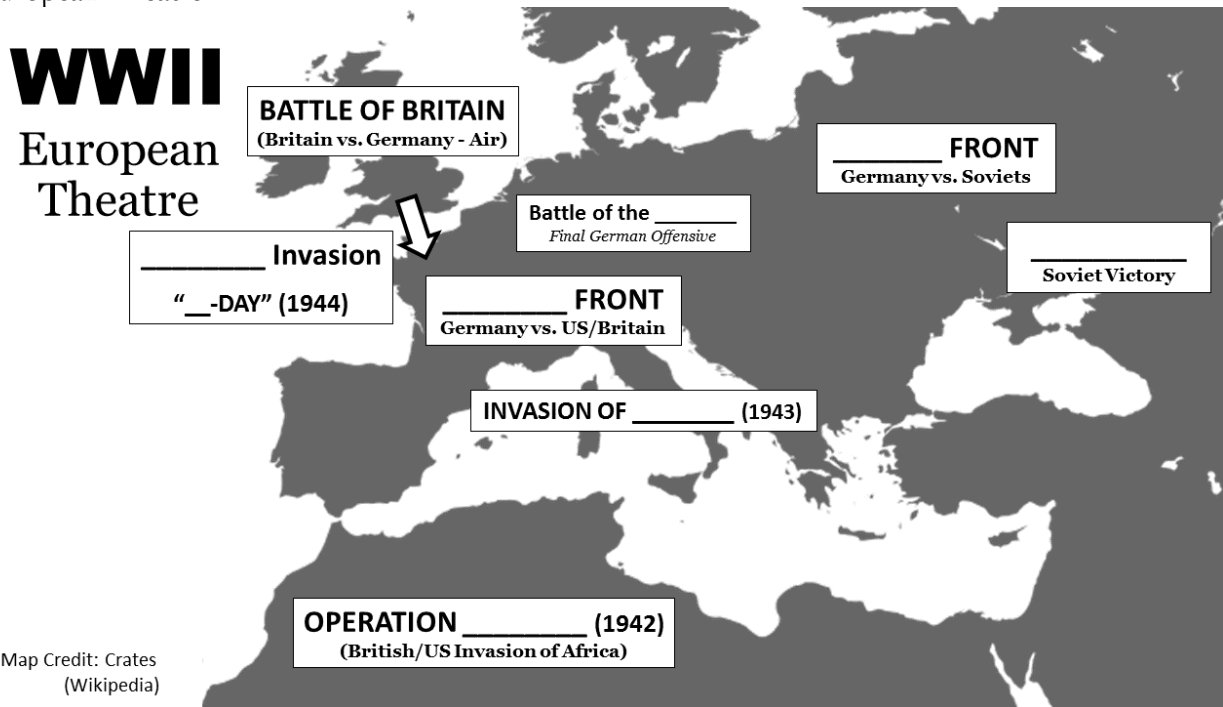 WWII
European
Theatre
BATTLE OF BRITAIN
(Britain vs. Germany - Air)
________ FRONT
Germany vs. Soviets
Battle of the _______
Final German Offensive
___________
Soviet Victory
________ Invasion
“__-DAY” (1944)
________ FRONT
Germany vs. US/Britain
INVASION OF ________ (1943)
OPERATION ________ (1942)
(British/US Invasion of Africa)
Map Credit: Crates
(Wikipedia)